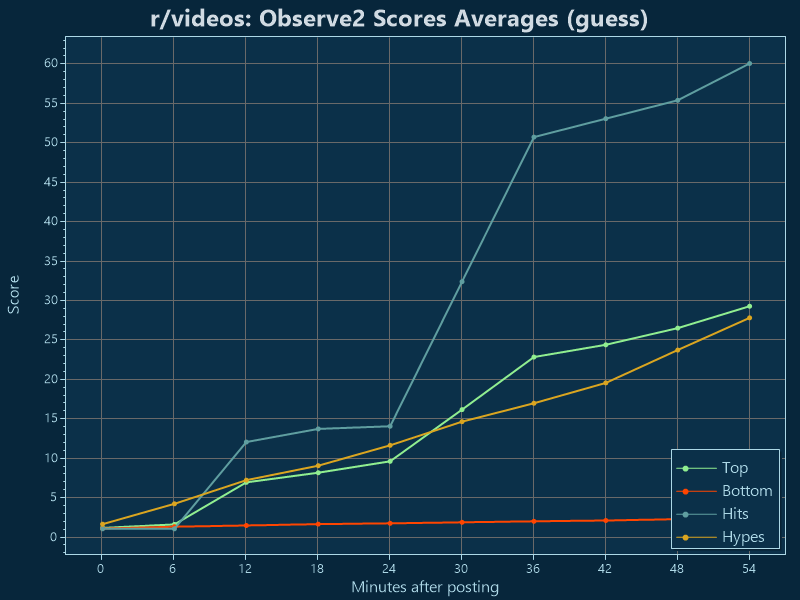 r/videos: Observe2 Scores Averages (guess)
60
55
50
45
40
35
30
25
20
15
10
5
0
Score
0 6 12 18 24 30 36 42 48 54
Minutes after posting
Top
Bottom
Hits
Hypes